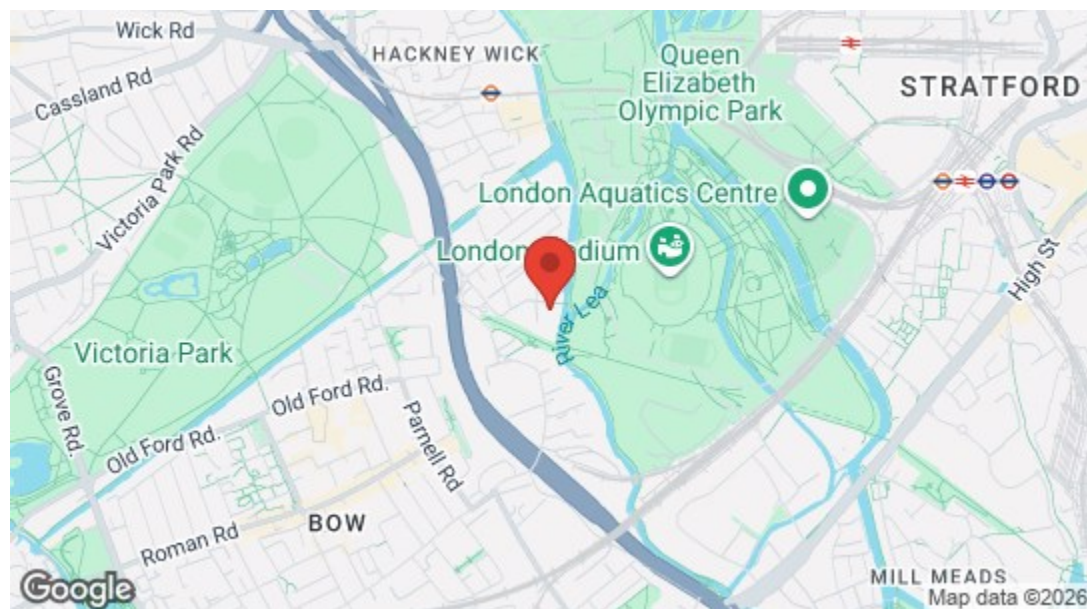 Wick Rd
HACKNEY WICK
Queen
Elizabeth
Olympic Park
STRATFORD
Cassland Rd
Victoria Park Rd
London Aquatics Centre
London
River Lea
High St
Victoria Park
Grove Rd.
Old Ford Rd.
Old Ford Rd.
Parnell Rd
Roman Rd
BOW
MILL MEADS
Google
Map data ©2026